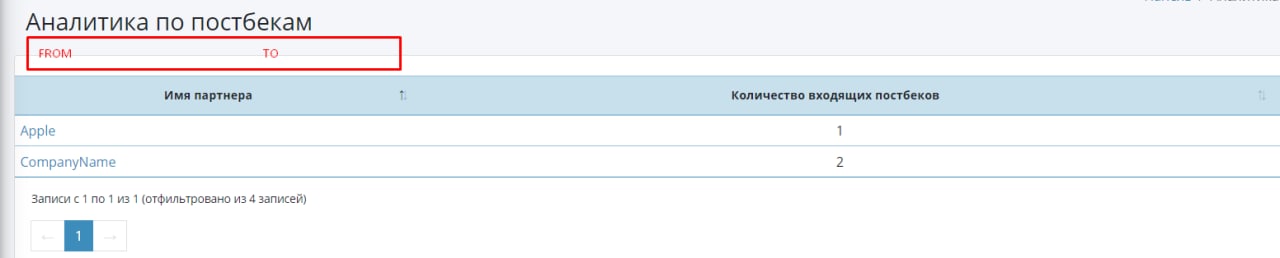 Аналитика по постбекам
FROM TO
Имя партнера Количество входящих постбеков
Apple 1
CompanyName 2
Записи с 1 по 1 из 1 (отфильтровано из 4 записей)
← 1 →